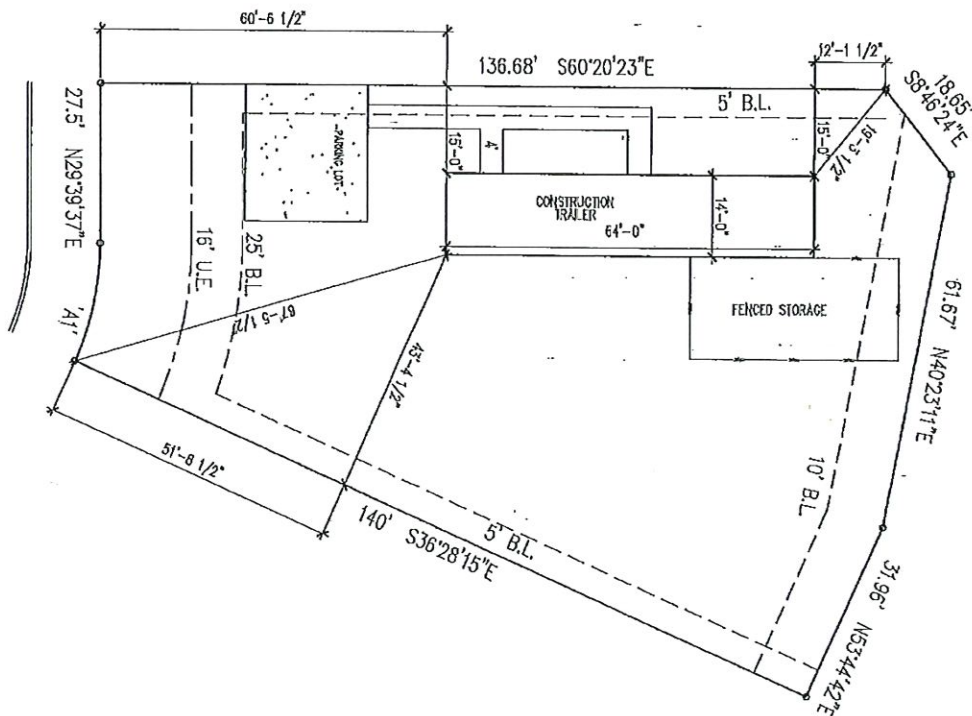 60'-6 1/2"
136.68' S60°20'23"E
12'-1 1/2"
18.65'
S8°46'24"E
5' B.L.
27.5' N29°39'37"E
PARKING LOT
15'-0"
4'
15'-0"
19'-3 1/2"
CONSTRUCTION
TRAILER
14'-0"
64'-0"
16' U.E
25' B.L.
FENCED STORAGE
61.67' N40°23'11"E
'A1'
67'-5 1/2"
43'-4 1/2"
51'-8 1/2"
10' B.L.
140' S36°28'15"E
5' B.L.
31.96' N53°44'42"E